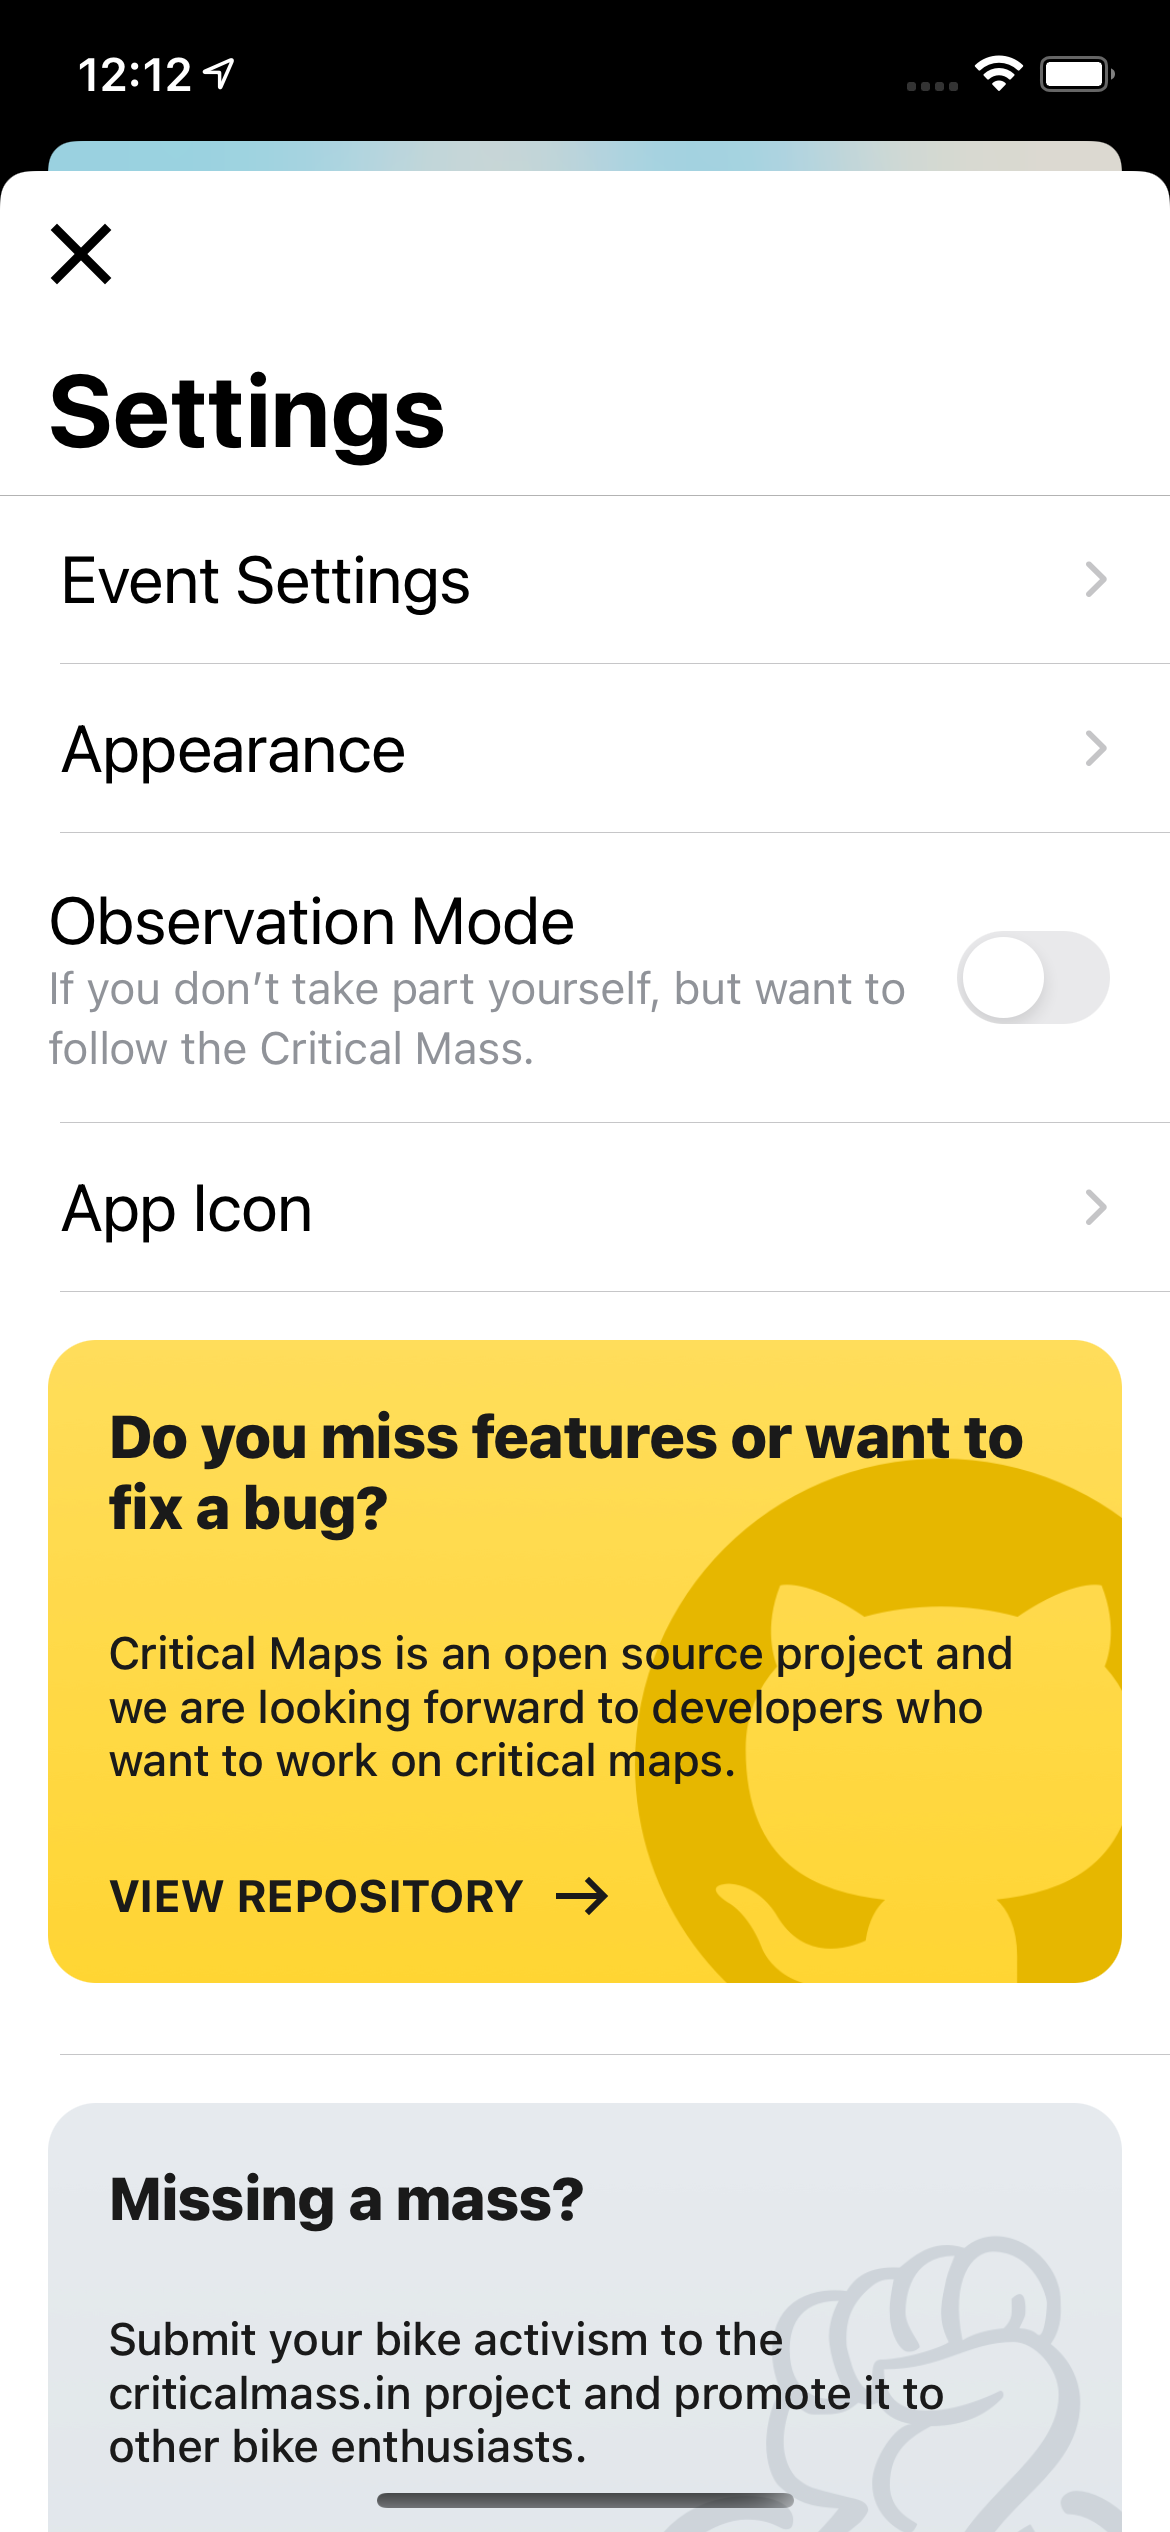 12:12
Settings
Event Settings
Appearance
Observation Mode
If you don’t take part yourself, but want to
follow the Critical Mass.
App Icon
Do you miss features or want to
fix a bug?
Critical Maps is an open source project and
we are looking forward to developers who
want to work on critical maps.
VIEW REPOSITORY
Missing a mass?
Submit your bike activism to the
criticalmass.in project and promote it to
other bike enthusiasts.